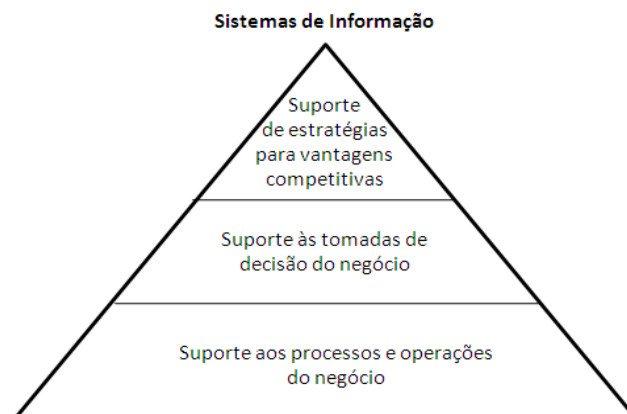 Sistemas de Informação
Suporte
de estratégias
para vantagens
competitivas
Suporte às tomadas de
decisão do negócio
Suporte aos processos e operações
do negócio